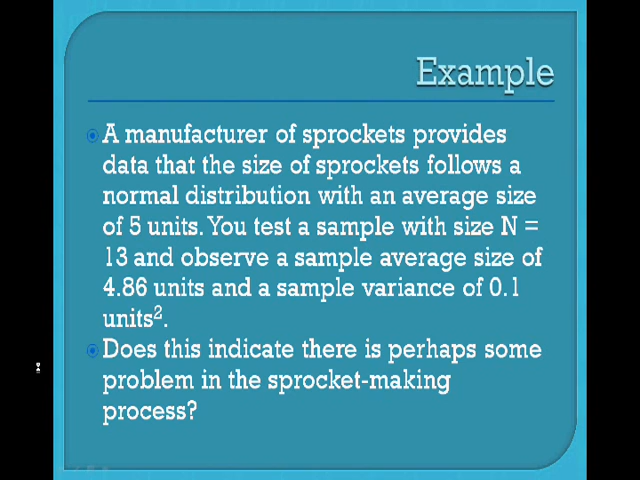 Example
A manufacturer of sprockets provides
data that the size of sprockets follows a
normal distribution with an average size
of 5 units. You test a sample with size N =
13 and observe a sample average size of
4.86 units and a sample variance of 0.1
units².
Does this indicate there is perhaps some
problem in the sprocket-making
process?